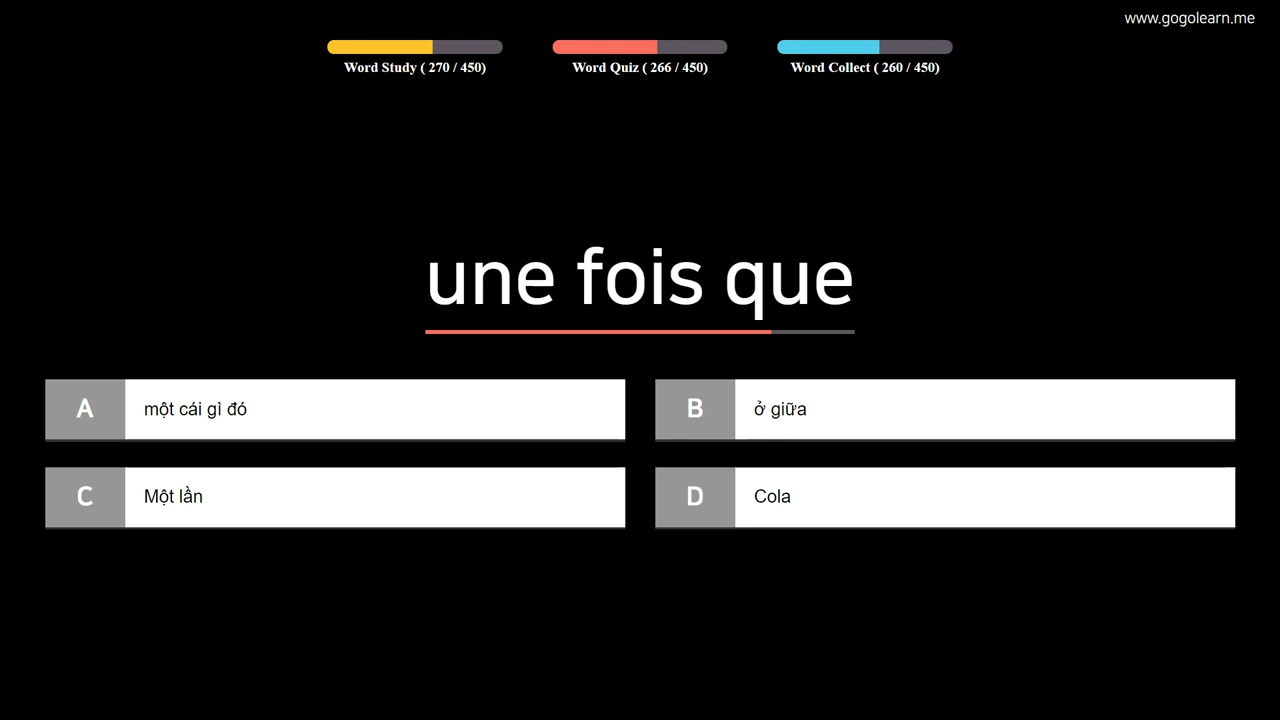 www.gogolearn.me
Word Study ( 270 / 450)
Word Quiz ( 266 / 450)
Word Collect ( 260 / 450)
une fois que
A một cái gì đó
B ở giữa
C Một lần
D Cola